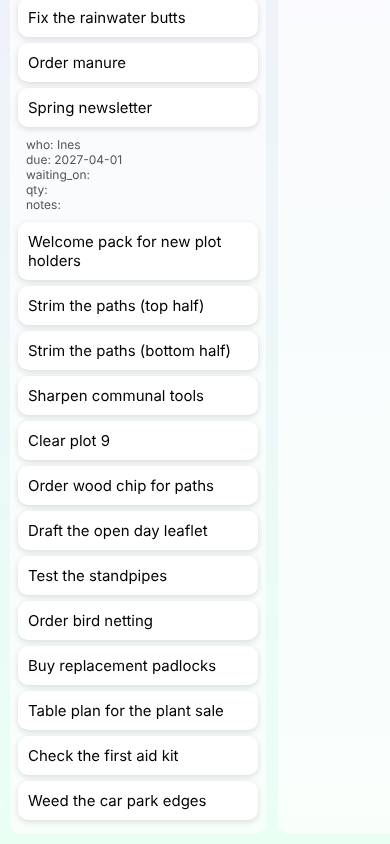 Fix the rainwater butts
Order manure
Spring newsletter
who: Ines
due: 2027-04-01
waiting_on:
qty:
notes:
Welcome pack for new plot
holders
Strim the paths (top half)
Strim the paths (bottom half)
Sharpen communal tools
Clear plot 9
Order wood chip for paths
Draft the open day leaflet
Test the standpipes
Order bird netting
Buy replacement padlocks
Table plan for the plant sale
Check the first aid kit
Weed the car park edges